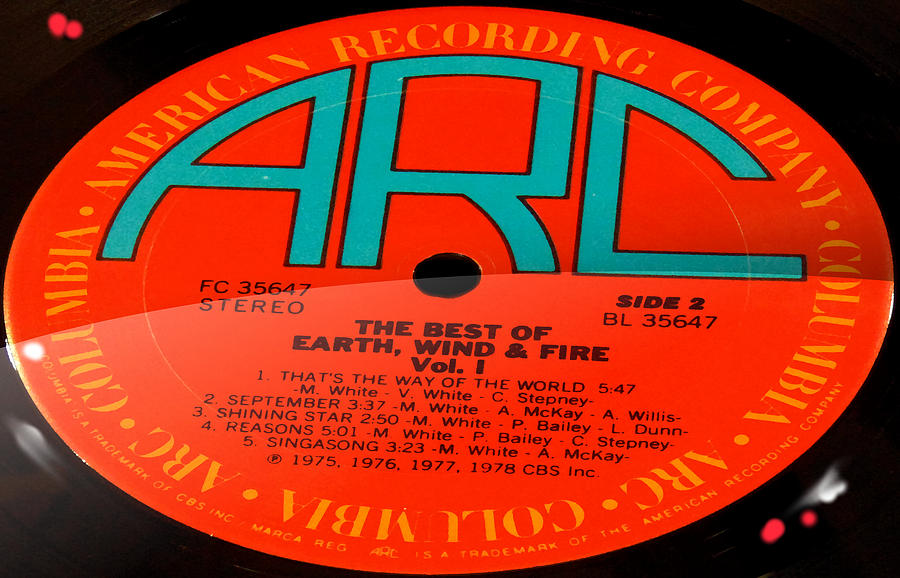 • AMERICAN RECORDING COMPANY • COLUMBIA • ARC • COLUMBIA • ARC • COLUMBIA
ARC
FC 35647
STEREO
SIDE 2
BL 35647
THE BEST OF
EARTH, WIND & FIRE
Vol. I
1. THAT'S THE WAY OF THE WORLD 5:47
-M. White - V. White - C. Stepney-
2. SEPTEMBER 3:37 -M. White - A. McKay - A. Willis-
3. SHINING STAR 2:50 -M. White - P. Bailey - L. Dunn-
4. REASONS 5:01 -M. White - P. Bailey - C. Stepney-
5. SINGASONG 3:23 -M. White - A. McKay-
℗ 1975, 1976, 1977, 1978 CBS Inc.
COLUMBIA IS A TRADEMARK OF CBS INC / MARCA REG ARC IS A TRADEMARK OF THE AMERICAN RECORDING COMPANY